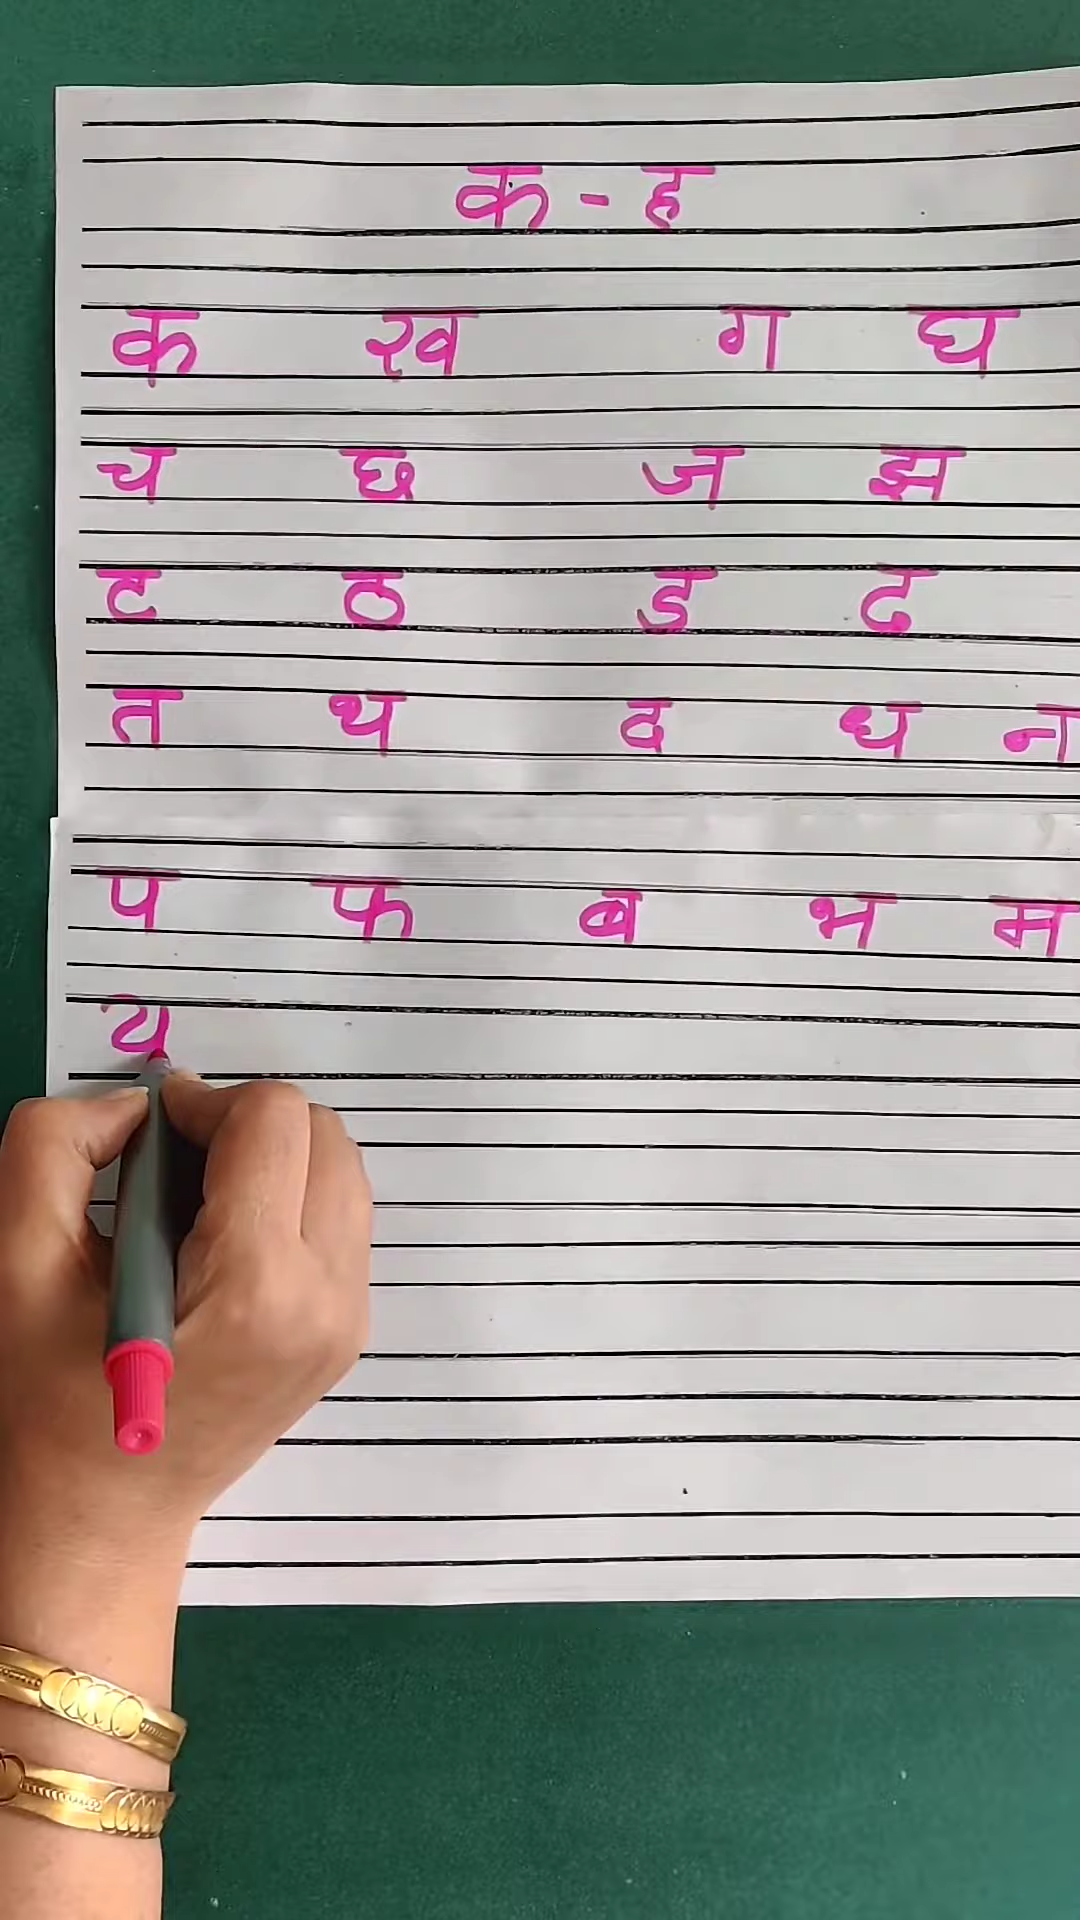 क - ह
क ख ग घ
च छ ज झ
ट ठ ड ढ
त थ द ध न
प फ ब भ म
य